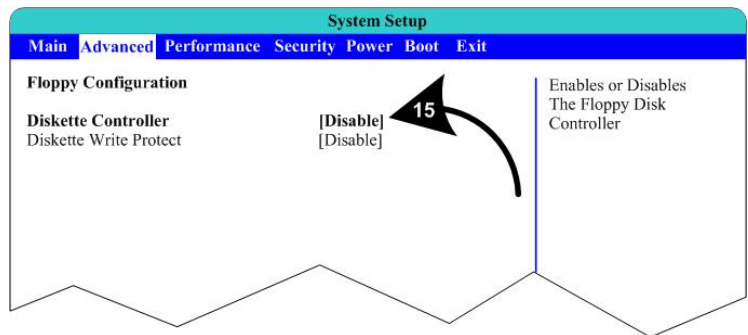 System Setup
Main Advanced Performance Security Power Boot Exit
Floppy Configuration
Diskette Controller [Disable]
Diskette Write Protect [Disable]
15
Enables or Disables
The Floppy Disk
Controller